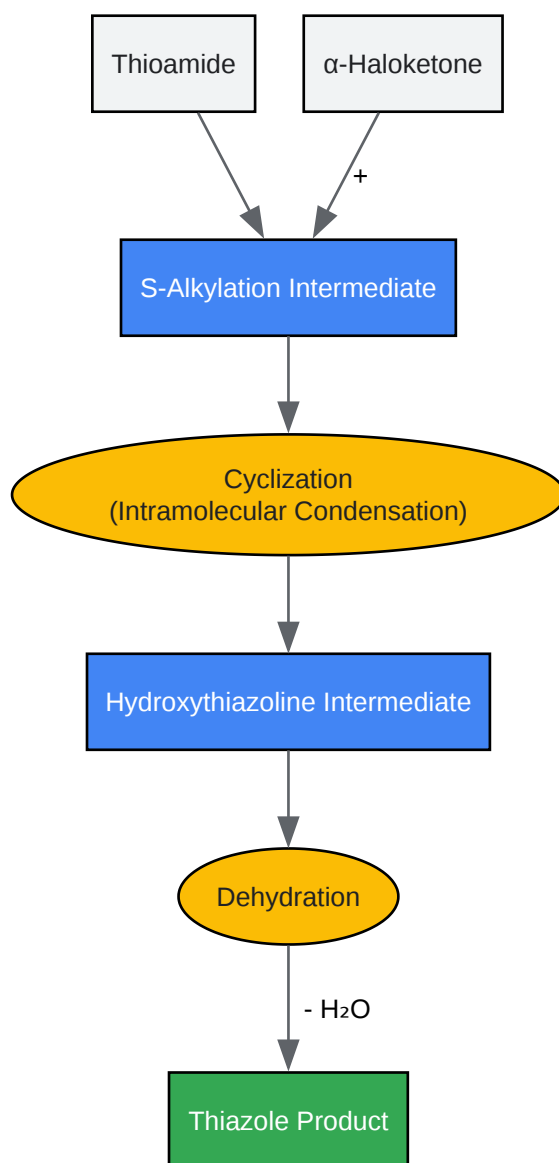 Thioamide
α-Haloketone
+
S-Alkylation Intermediate
Cyclization
(Intramolecular Condensation)
Hydroxythiazoline Intermediate
Dehydration
- H₂O
Thiazole Product